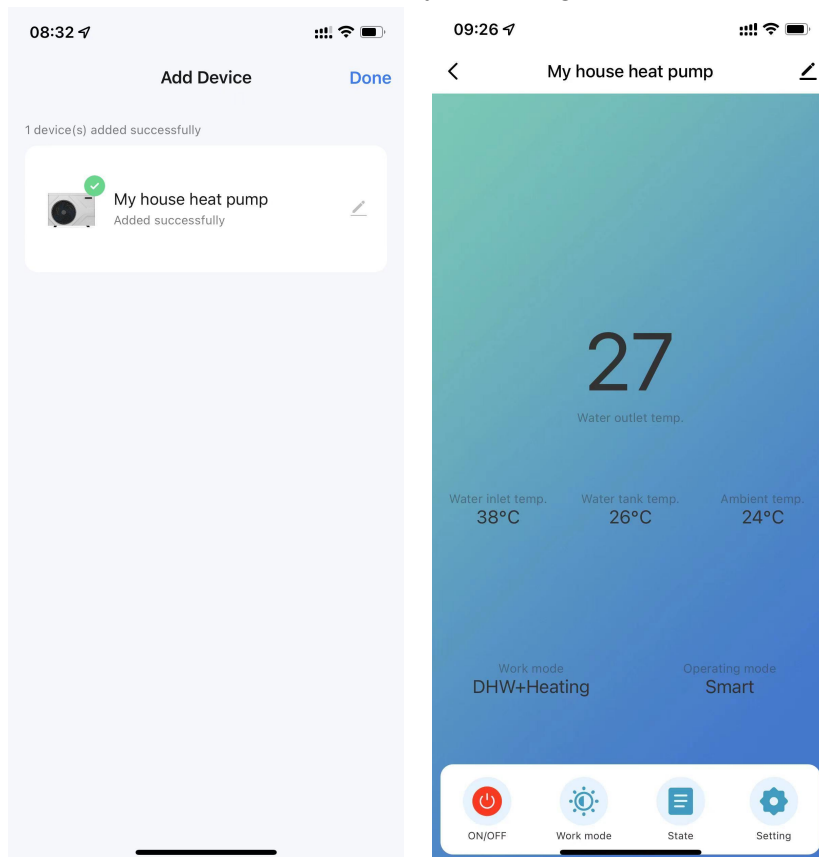 08:32
Add Device
Done
1 device(s) added successfully
My house heat pump
Added successfully
09:26
My house heat pump
27
Water outlet temp.
Water inlet temp. Water tank temp. Ambient temp.
38°C 26°C 24°C
Work mode Operating mode
DHW+Heating Smart
ON/OFF Work mode State Setting